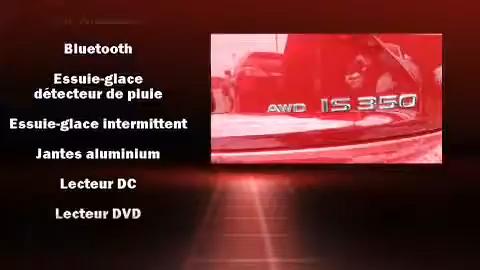 Bluetooth
Essuie-glace
détecteur de pluie
Essuie-glace intermittent
Jantes aluminium
Lecteur DC
Lecteur DVD
AWD IS 350